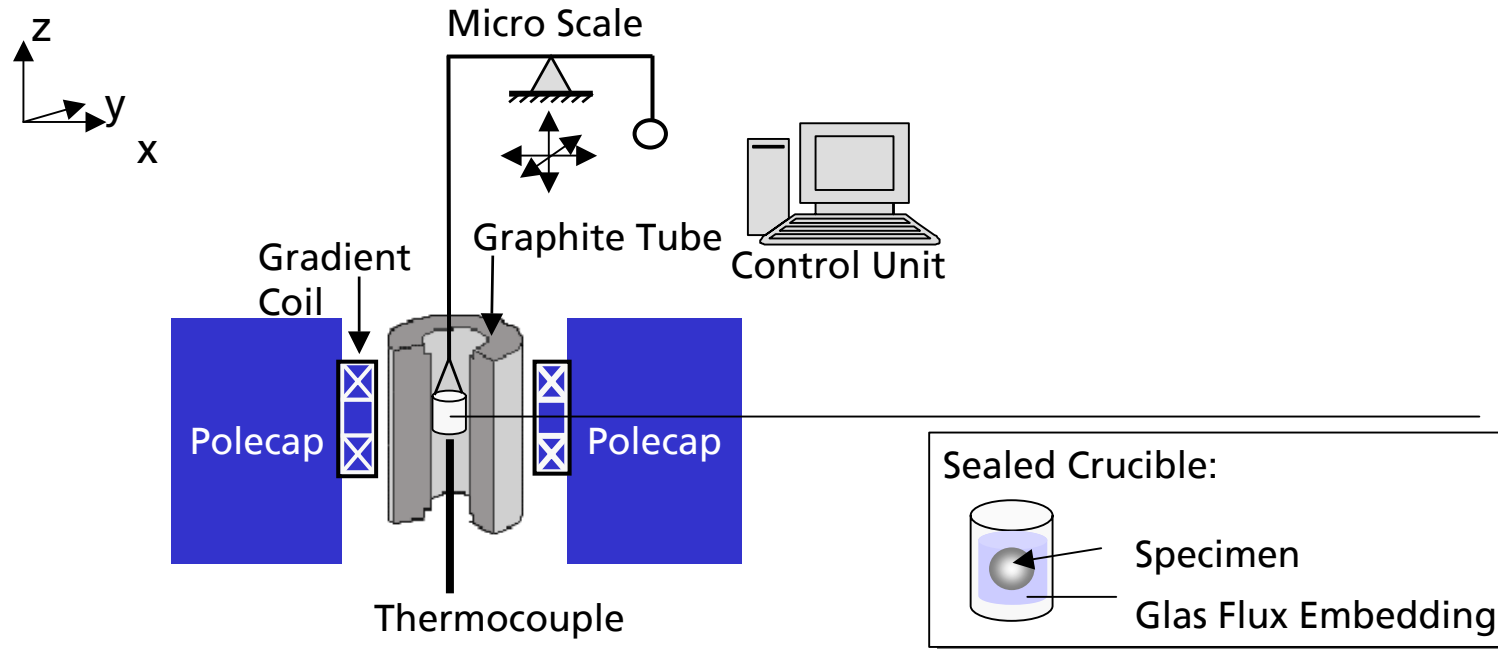 Micro Scale
z
y
x
Graphite Tube
Gradient
Coil
Control Unit
Polecap
Polecap
Sealed Crucible:
Specimen
Glas Flux Embedding
Thermocouple